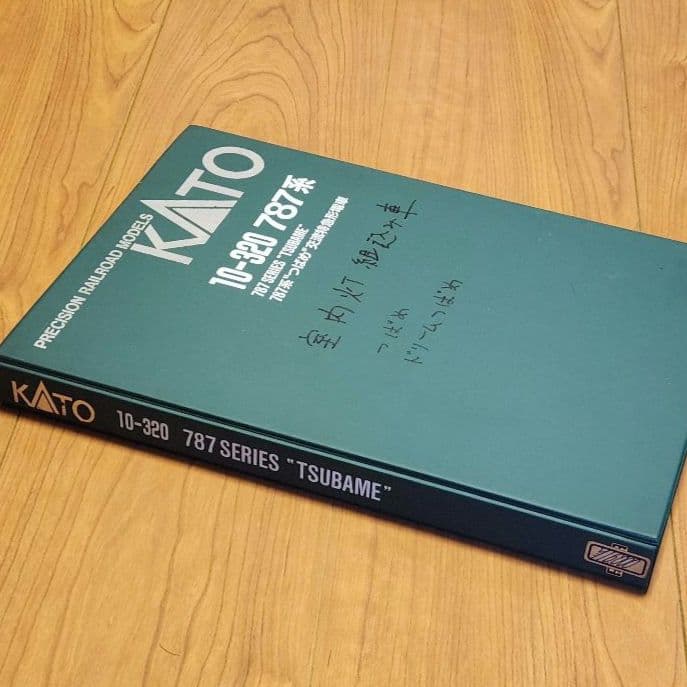 PRECISION RAILROAD MODELS
KATO
10-320 787系
787 SERIES "TSUBAME"
787系"つばめ"交流特急形電車
室内灯 組込み車
つばめ
ドリームつばめ
KATO 10-320 787 SERIES "TSUBAME"